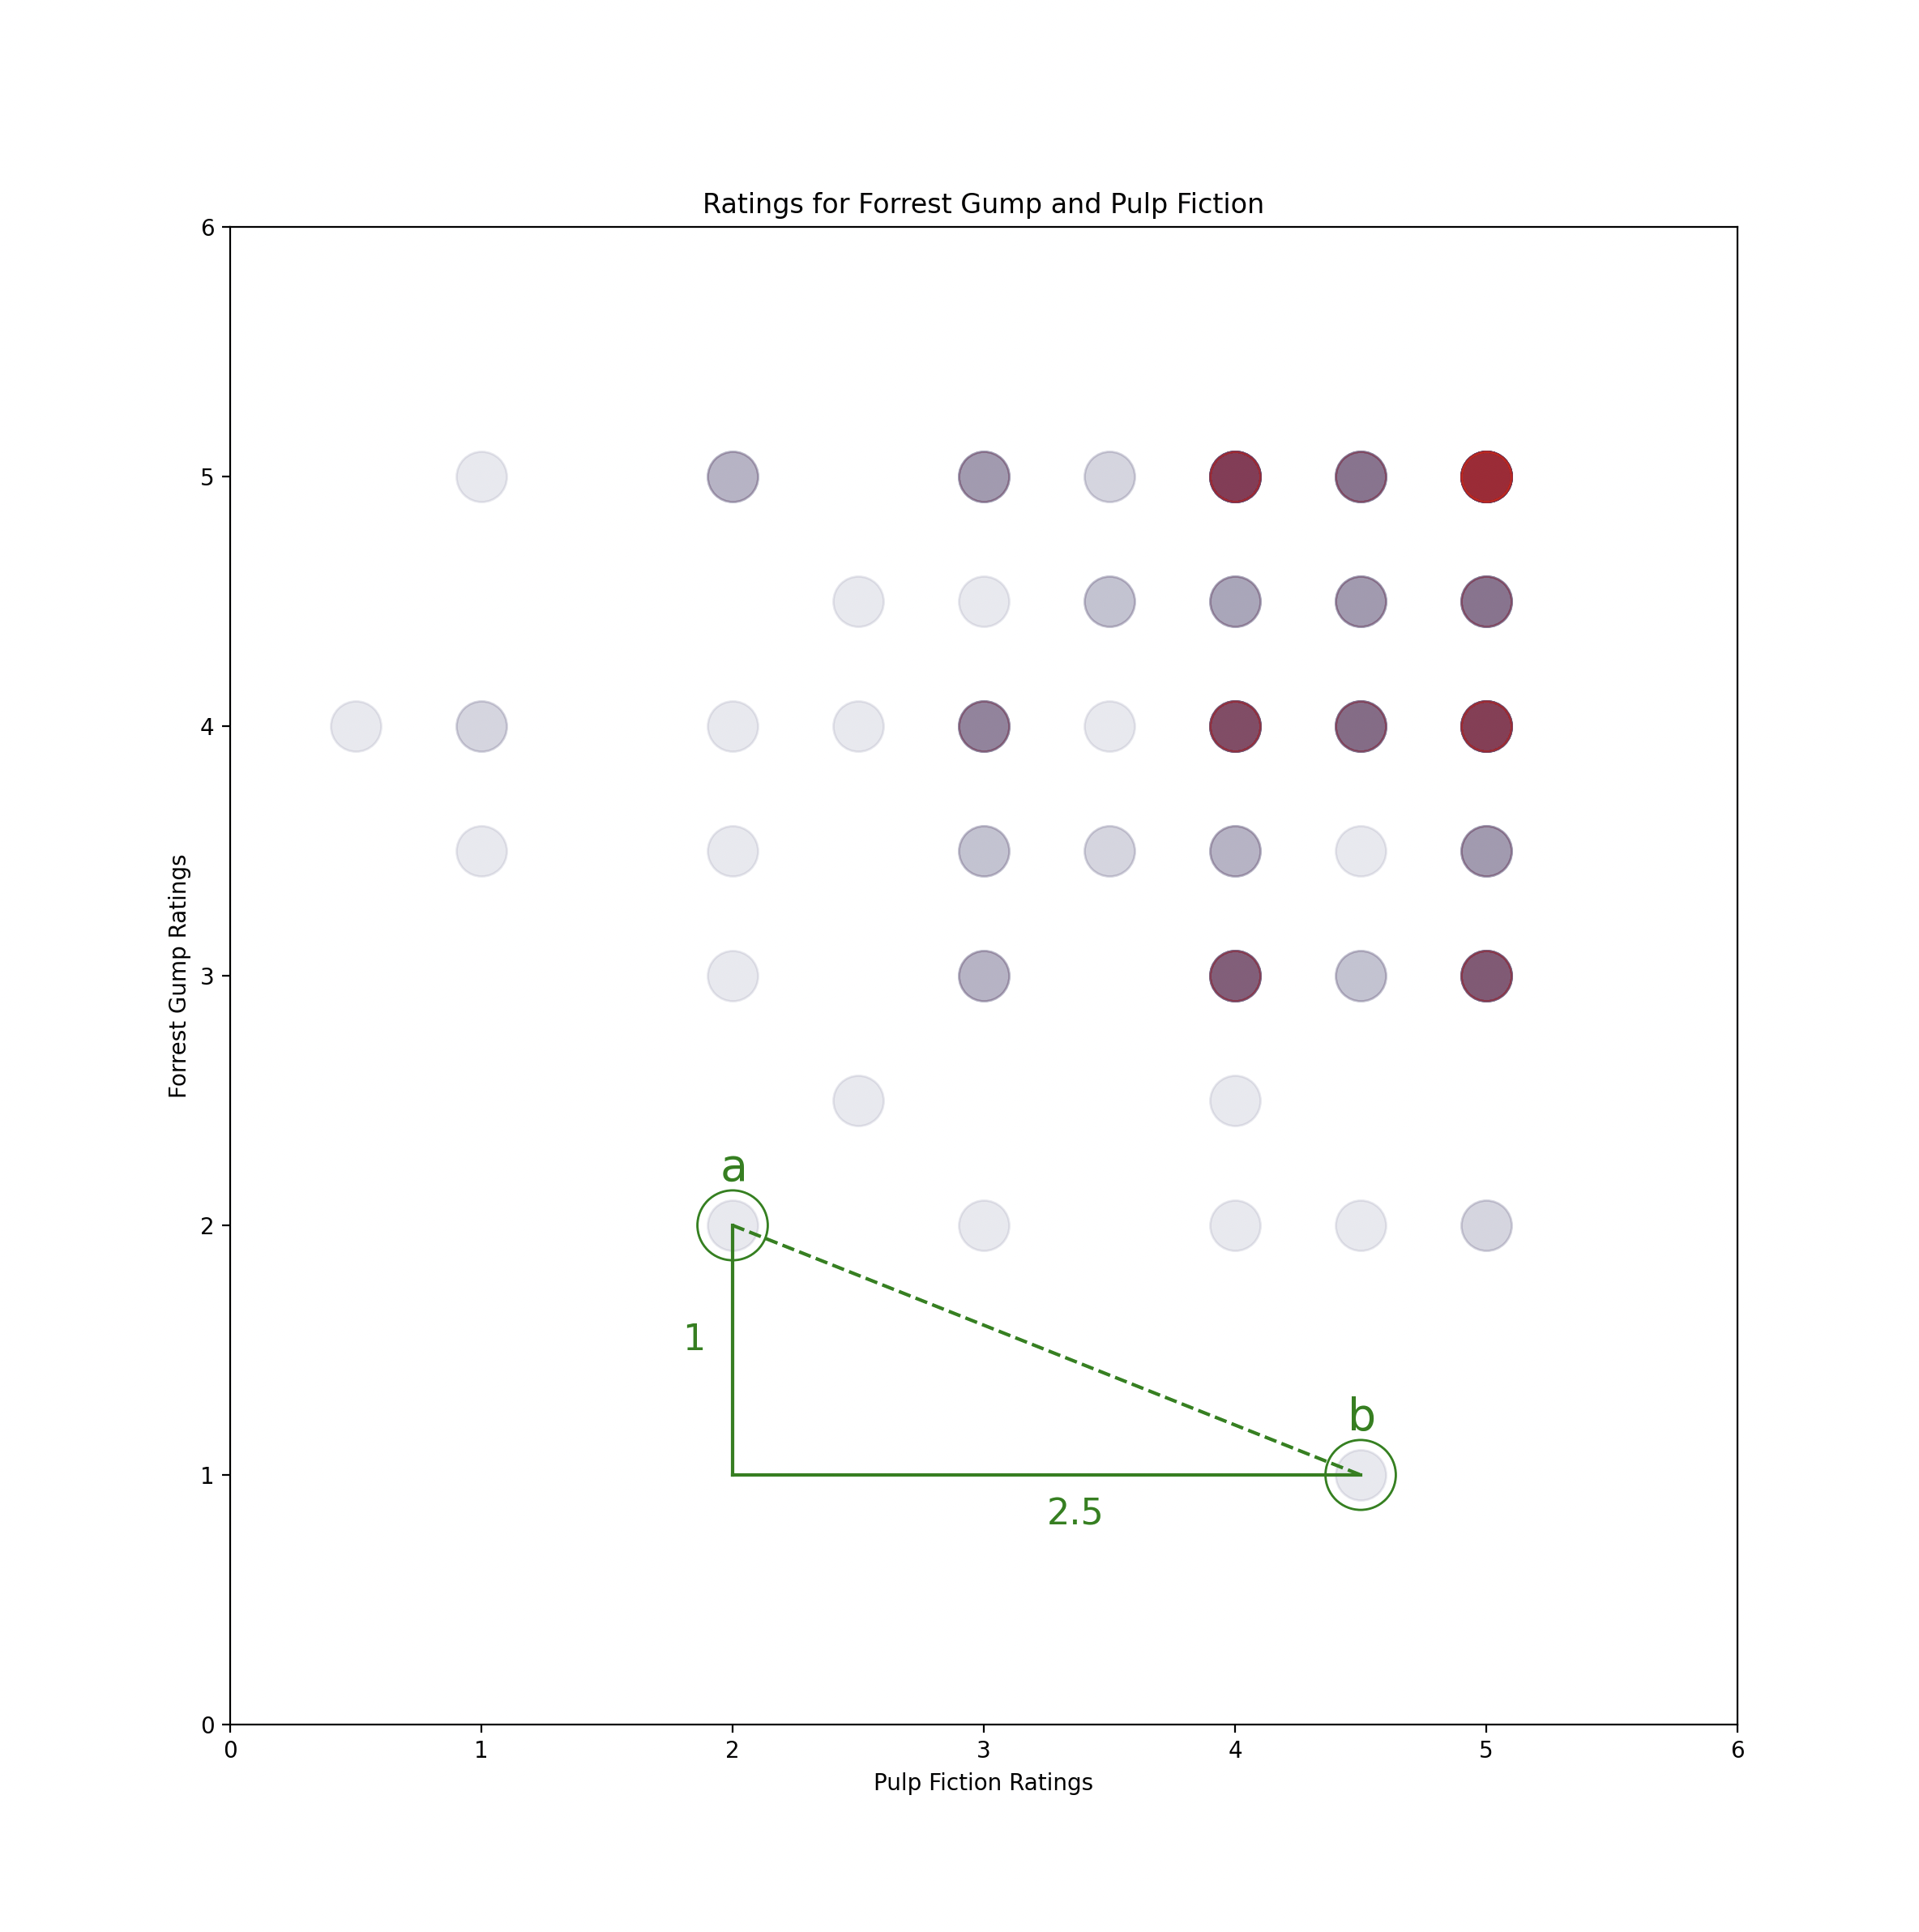 Ratings for Forrest Gump and Pulp Fiction
6
5
4
3
2
1
0
Forrest Gump Ratings
a
1
b
2.5
0 1 2 3 4 5 6
Pulp Fiction Ratings